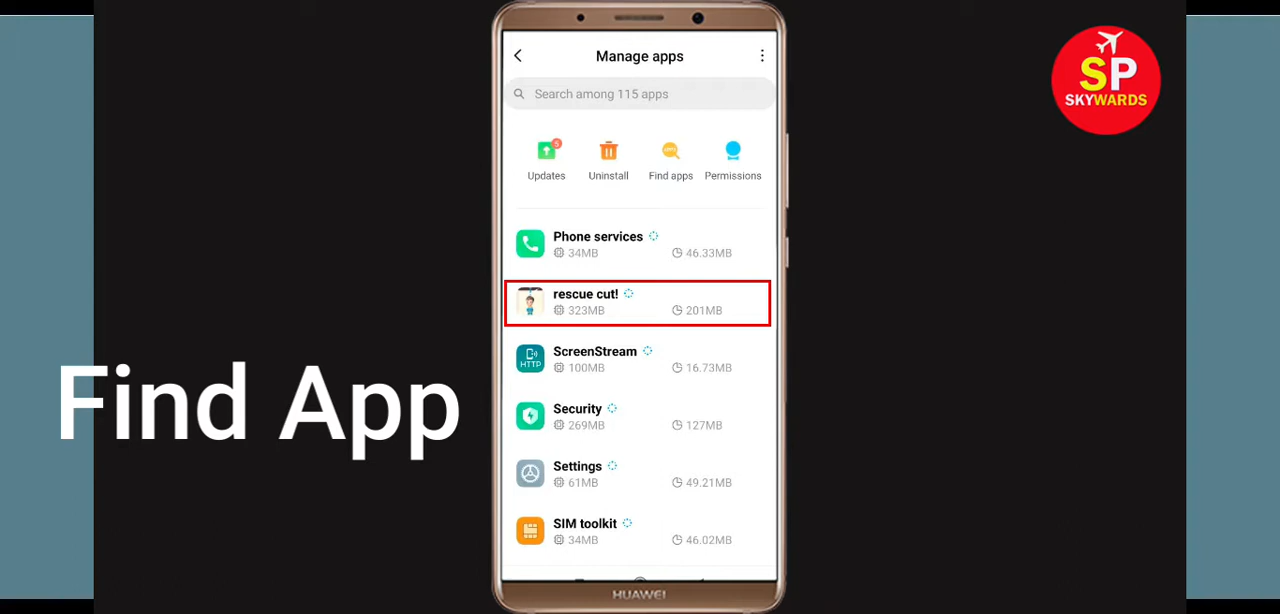 Manage apps
Search among 115 apps
5
Updates
Uninstall
Find apps
Permissions
Phone services
34MB
46.33MB
rescue cut!
323MB
201MB
HTTP
ScreenStream
100MB
16.73MB
Security
269MB
127MB
Settings
61MB
49.21MB
SIM toolkit
34MB
46.02MB
HUAWEI
Find App
SP
SKYWARDS